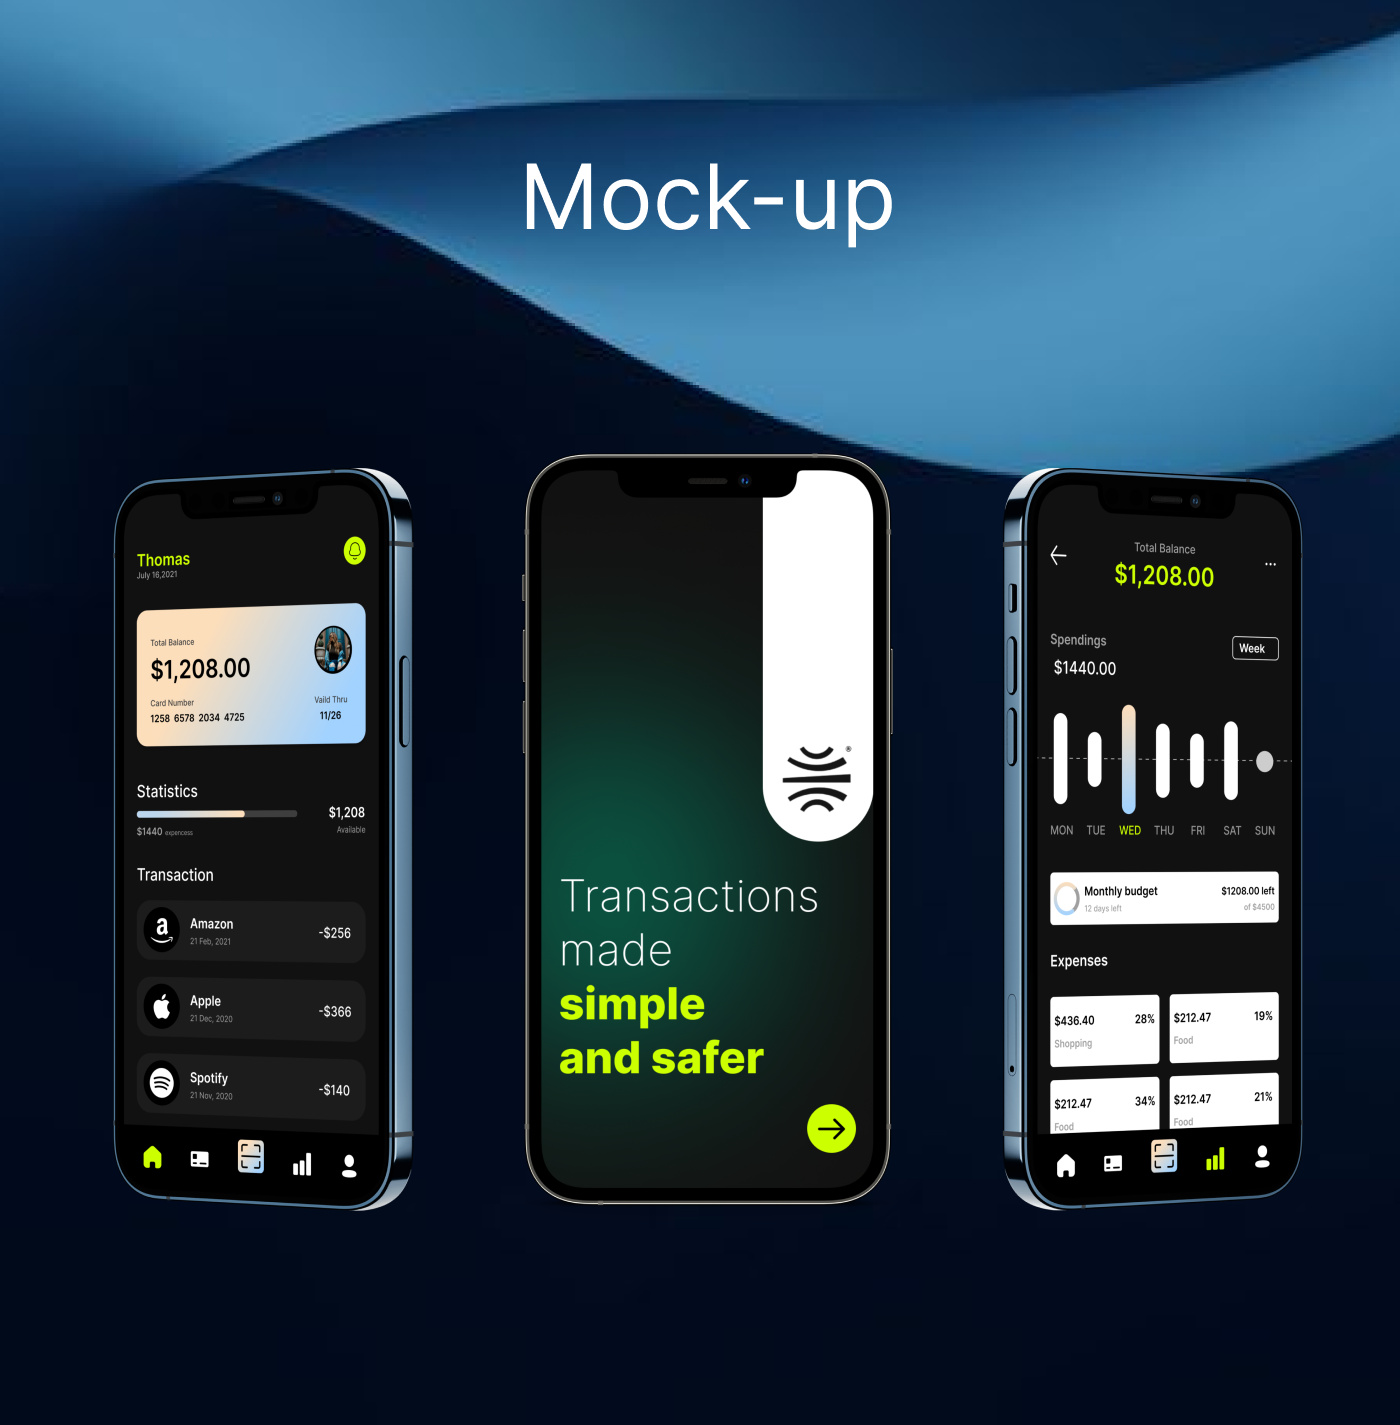 Mock-up
Thomas
July 16,2021
Total Balance
$1,208.00
Card Number
Vaild Thru
1258 6578 2034 4725
11/26
Statistics
$1,208
$1440 expencess
Available
Transaction
Amazon
21 Feb, 2021
-$256
Apple
21 Dec, 2020
-$366
Spotify
21 Nov, 2020
-$140
®
Transactions
made
simple
and safer
Total Balance
$1,208.00
Spendings
Week
$1440.00
MON TUE WED THU FRI SAT SUN
Monthly budget
$1208.00 left
12 days left
of $4500
Expenses
$436.40 28%
Shopping
$212.47 19%
Food
$212.47 34%
Food
$212.47 21%
Food